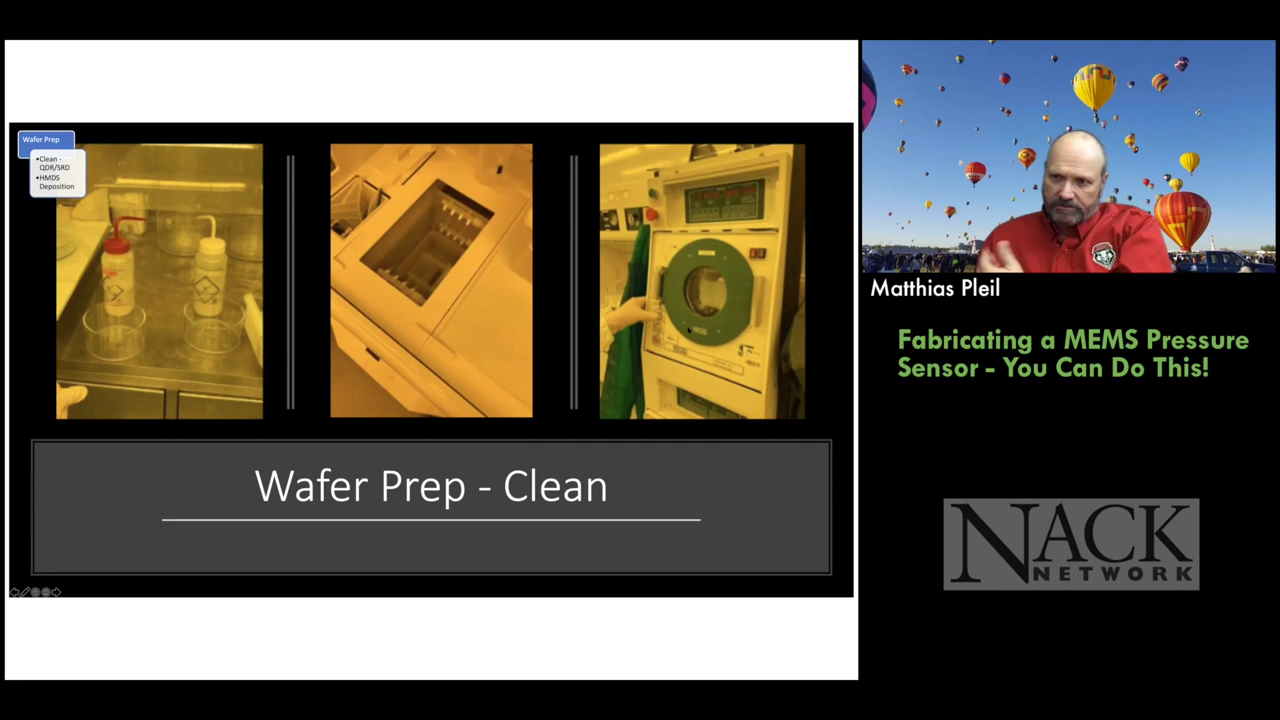 Wafer Prep
•Clean -
QDR/SRD
•HMDS
Deposition
Wafer Prep - Clean
Matthias Pleil
Fabricating a MEMS Pressure
Sensor - You Can Do This!
NACK
NETWORK